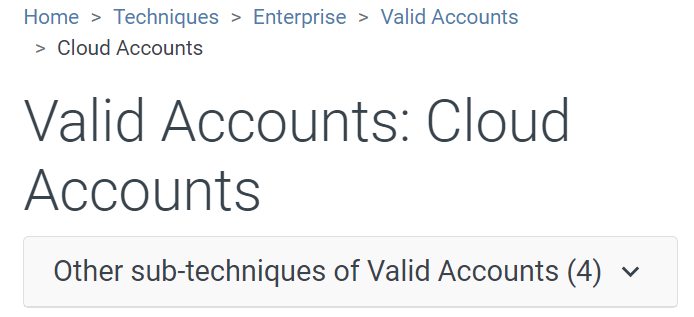 Home > Techniques > Enterprise > Valid Accounts
> Cloud Accounts
Valid Accounts: Cloud
Accounts
Other sub-techniques of Valid Accounts (4)